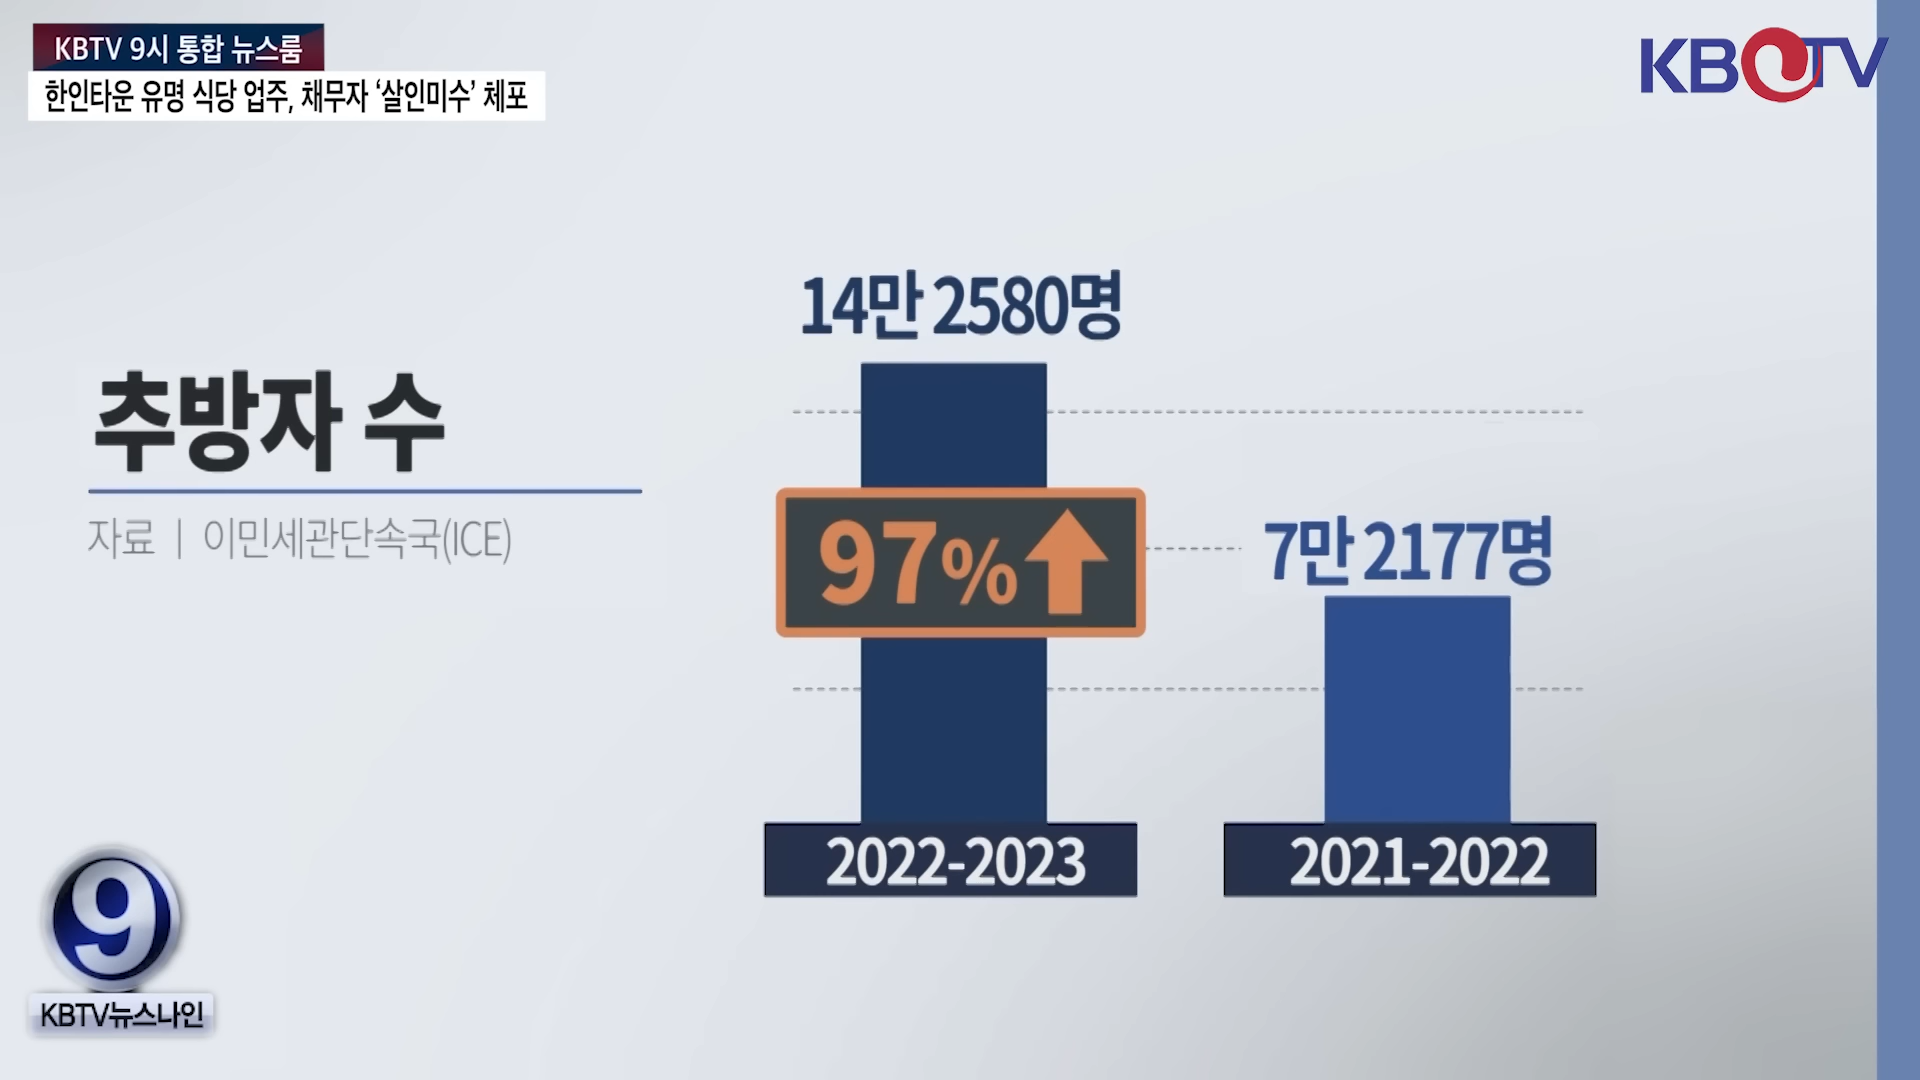 KBTV 9시 통합 뉴스룸
한인타운 유명 식당 업주, 채무자 ‘살인미수’ 체포
KBTV
추방자 수
자료 | 이민세관단속국(ICE)
14만 2580명
97%
7만 2177명
2022-2023
2021-2022
9
KBTV뉴스나인